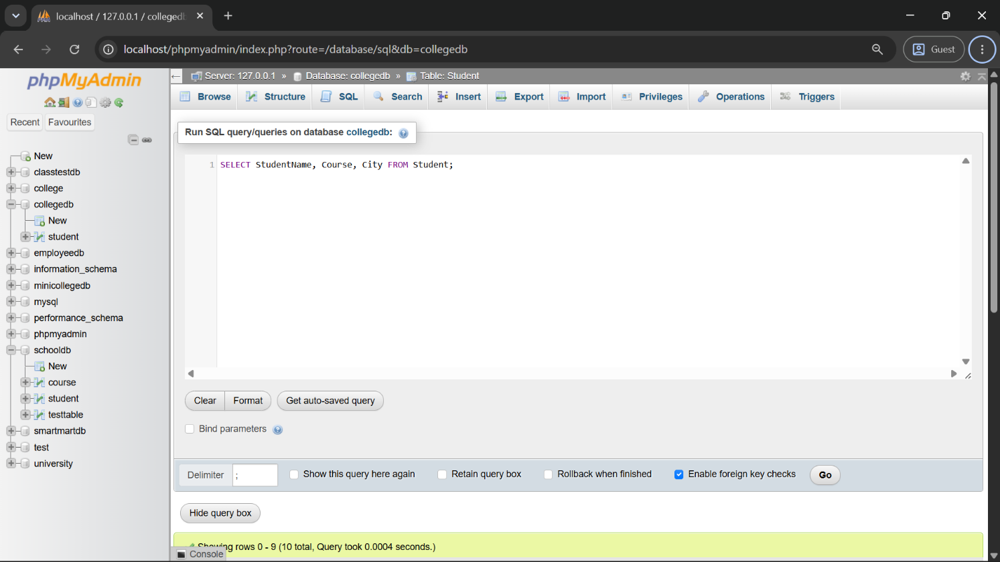 localhost / 127.0.0.1 / collegedb
localhost/phpmyadmin/index.php?route=/database/sql&db=collegedb
Guest
phpMyAdmin
Recent
Favourites
New
classtestdb
college
collegedb
New
student
employeedb
information_schema
minicollegedb
mysql
performance_schema
phpmyadmin
schooldb
New
course
student
testtable
smartmartdb
test
university
Server: 127.0.0.1 » Database: collegedb » Table: Student
Browse
Structure
SQL
Search
Insert
Export
Import
Privileges
Operations
Triggers
Run SQL query/queries on database collegedb:
1 SELECT StudentName, Course, City FROM Student;
Clear
Format
Get auto-saved query
Bind parameters
Delimiter ;
Show this query here again
Retain query box
Rollback when finished
Enable foreign key checks
Go
Hide query box
Showing rows 0 - 9 (10 total, Query took 0.0004 seconds.)
Console